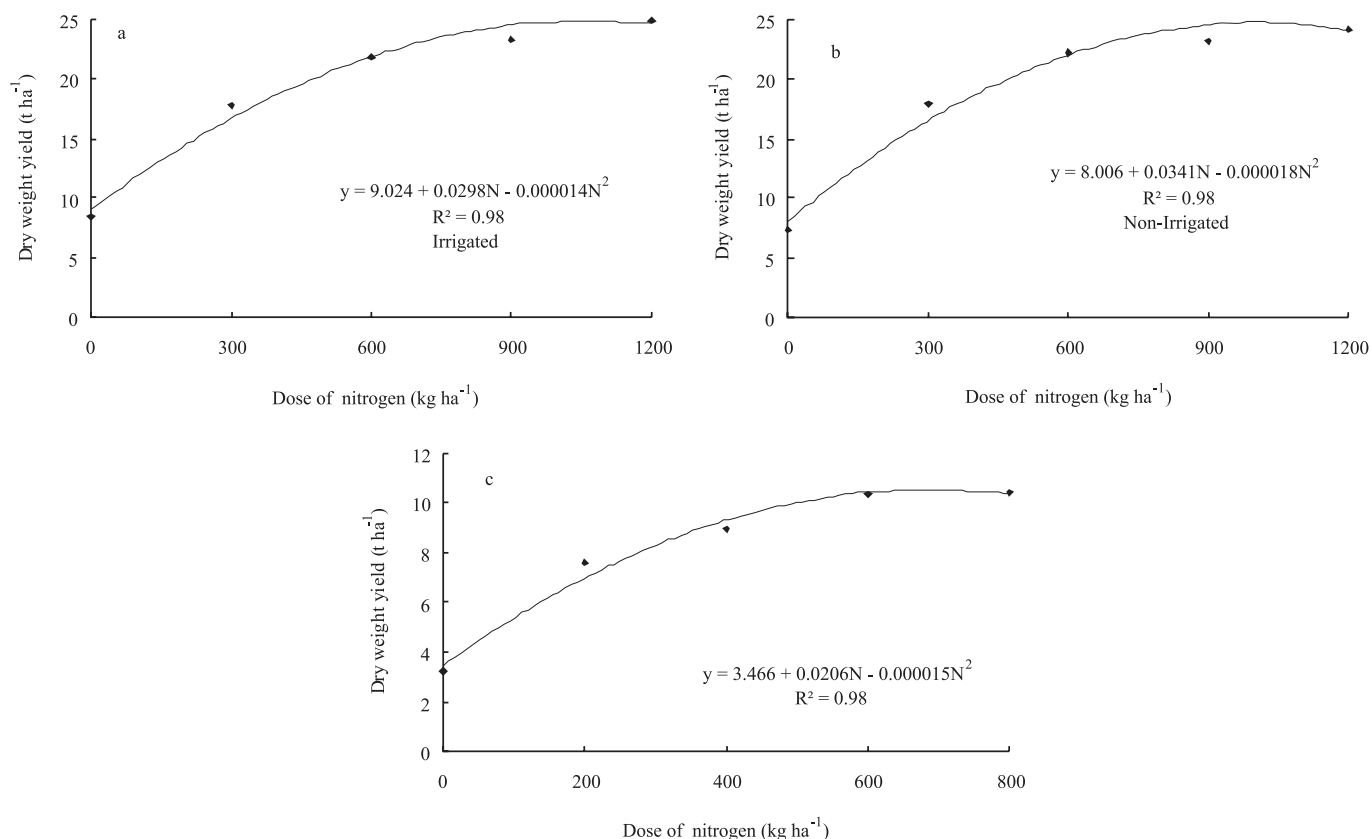 a
Dry weight yield (t ha⁻¹)
25
20
15
10
5
0
y = 9.024 + 0.0298N - 0.000014N²
R² = 0.98
Irrigated
0 300 600 900 1200
Dose of nitrogen (kg ha⁻¹)
b
Dry weight yield (t ha⁻¹)
25
20
15
10
5
0
y = 8.006 + 0.0341N - 0.000018N²
R² = 0.98
Non-Irrigated
0 300 600 900 1200
Dose of nitrogen (kg ha⁻¹)
c
Dry weight yield (t ha⁻¹)
12
10
8
6
4
2
0
y = 3.466 + 0.0206N - 0.000015N²
R² = 0.98
0 200 400 600 800
Dose of nitrogen (kg ha⁻¹)